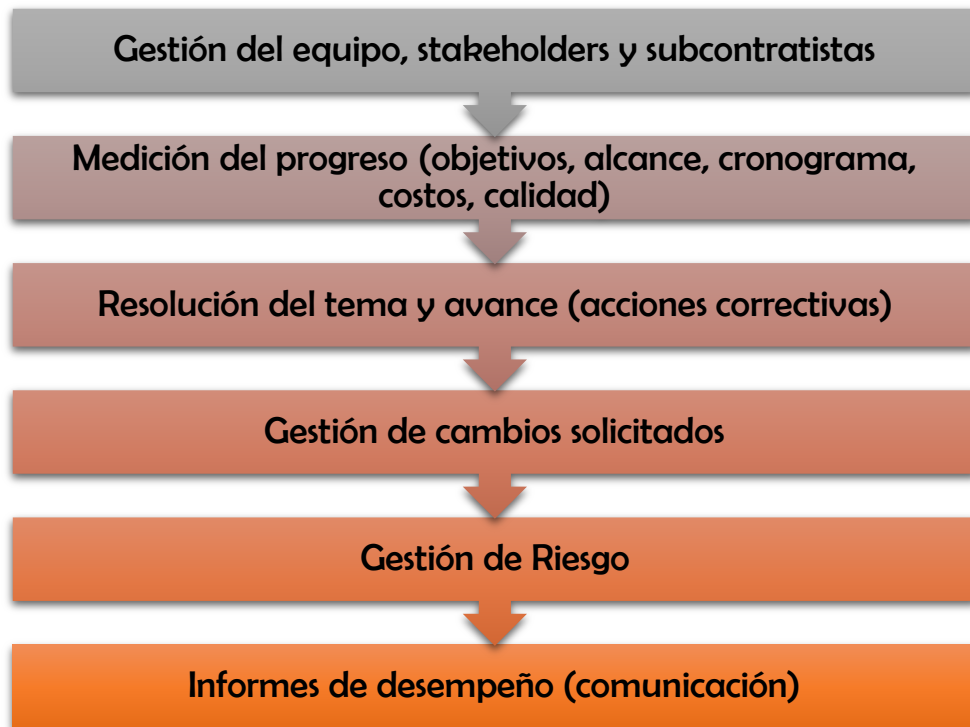 Gestión del equipo, stakeholders y subcontratistas
Medición del progreso (objetivos, alcance, cronograma,
costos, calidad)
Resolución del tema y avance (acciones correctivas)
Gestión de cambios solicitados
Gestión de Riesgo
Informes de desempeño (comunicación)